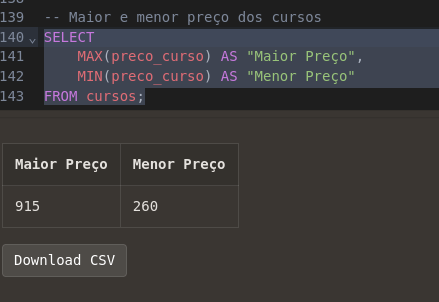 139 -- Maior e menor preço dos cursos
140 SELECT
141 MAX(preco_curso) AS "Maior Preço",
142 MIN(preco_curso) AS "Menor Preço"
143 FROM cursos;
Maior Preço Menor Preço
915 260
Download CSV